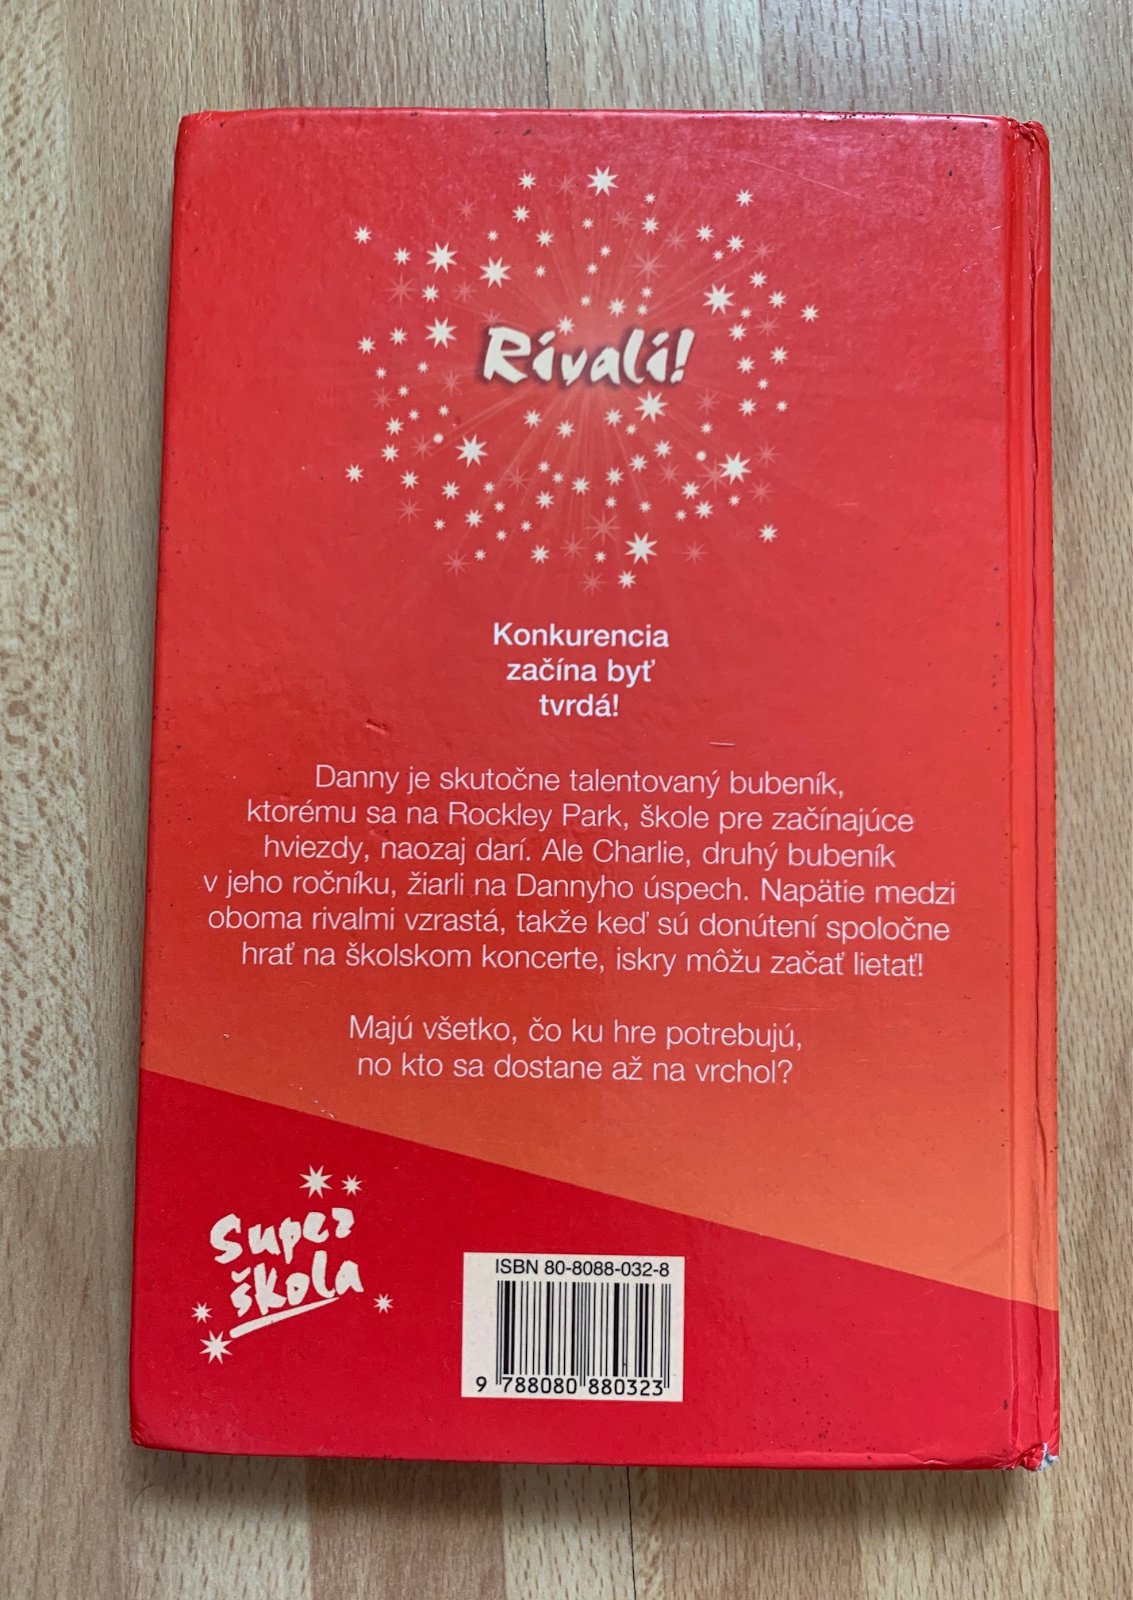 Rivali!
Konkurencia
začína byť
tvrdá!
Danny je skutočne talentovaný bubeník,
ktorému sa na Rockley Park, škole pre začínajúce
hviezdy, naozaj darí. Ale Charlie, druhý bubeník
v jeho ročníku, žiarli na Dannyho úspech. Napätie medzi
oboma rivalmi vzrastá, takže keď sú donútení spoločne
hrať na školskom koncerte, iskry môžu začať lietať!
Majú všetko, čo ku hre potrebujú,
no kto sa dostane až na vrchol?
Super
škola
ISBN 80-8088-032-8
9 788080 880323